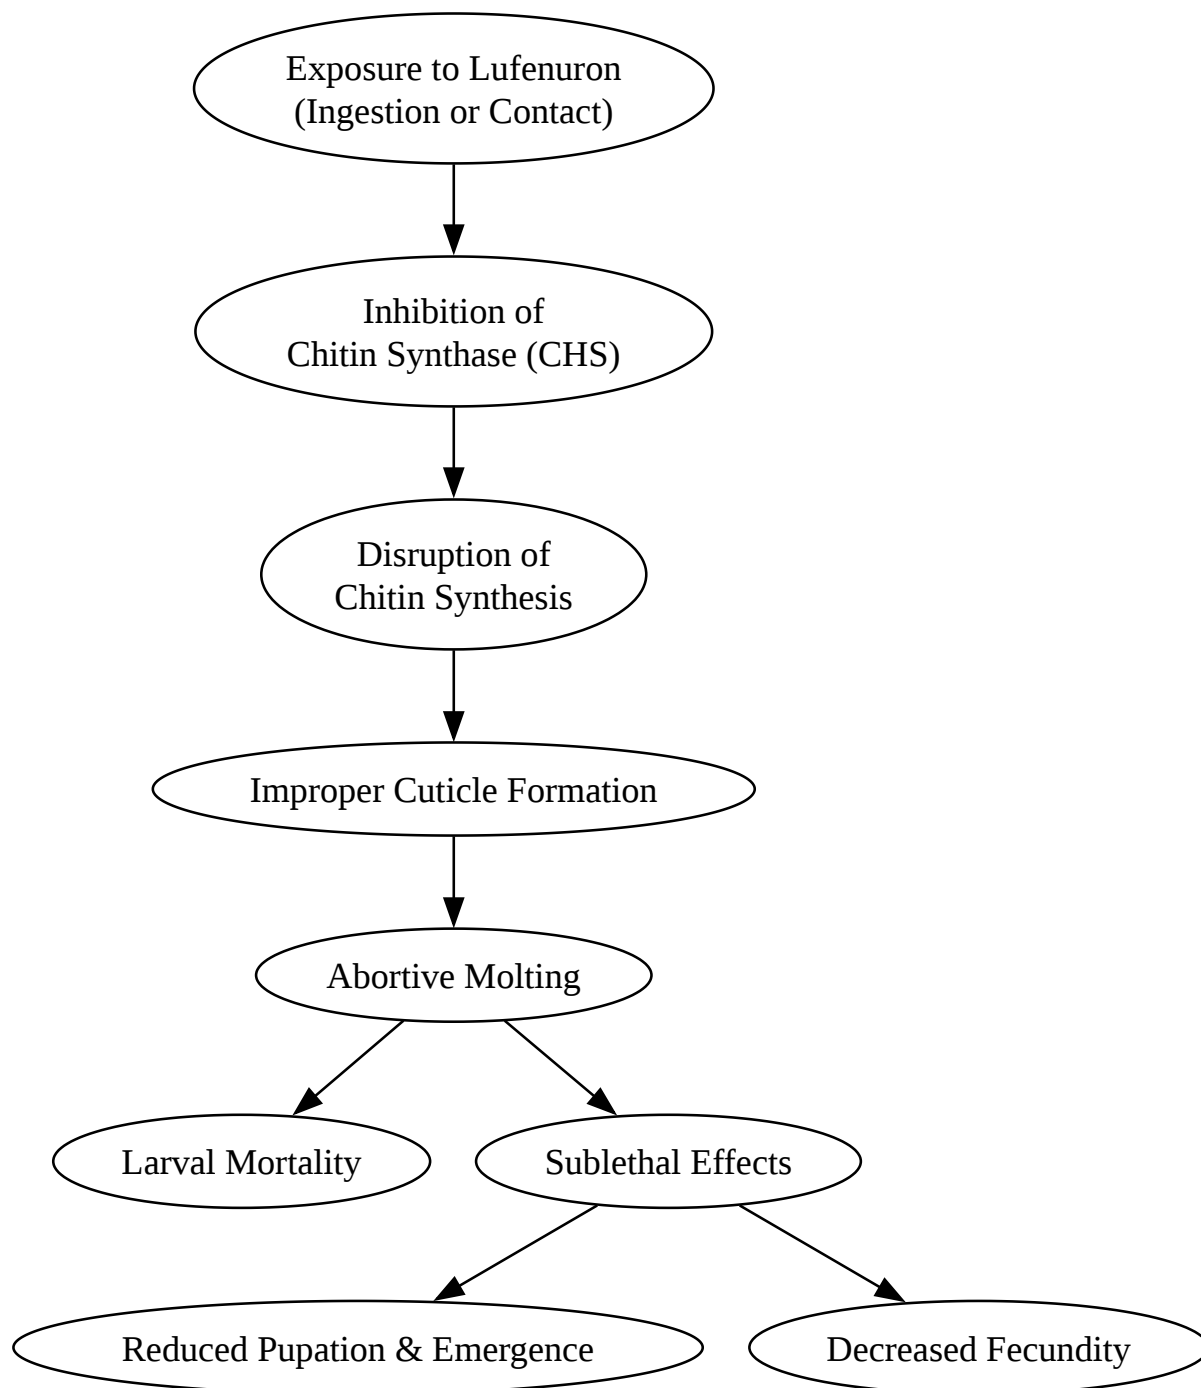 Exposure to Lufenuron
(Ingestion or Contact)
Inhibition of
Chitin Synthase (CHS)
Disruption of
Chitin Synthesis
Improper Cuticle Formation
Abortive Molting
Larval Mortality
Sublethal Effects
Reduced Pupation & Emergence
Decreased Fecundity